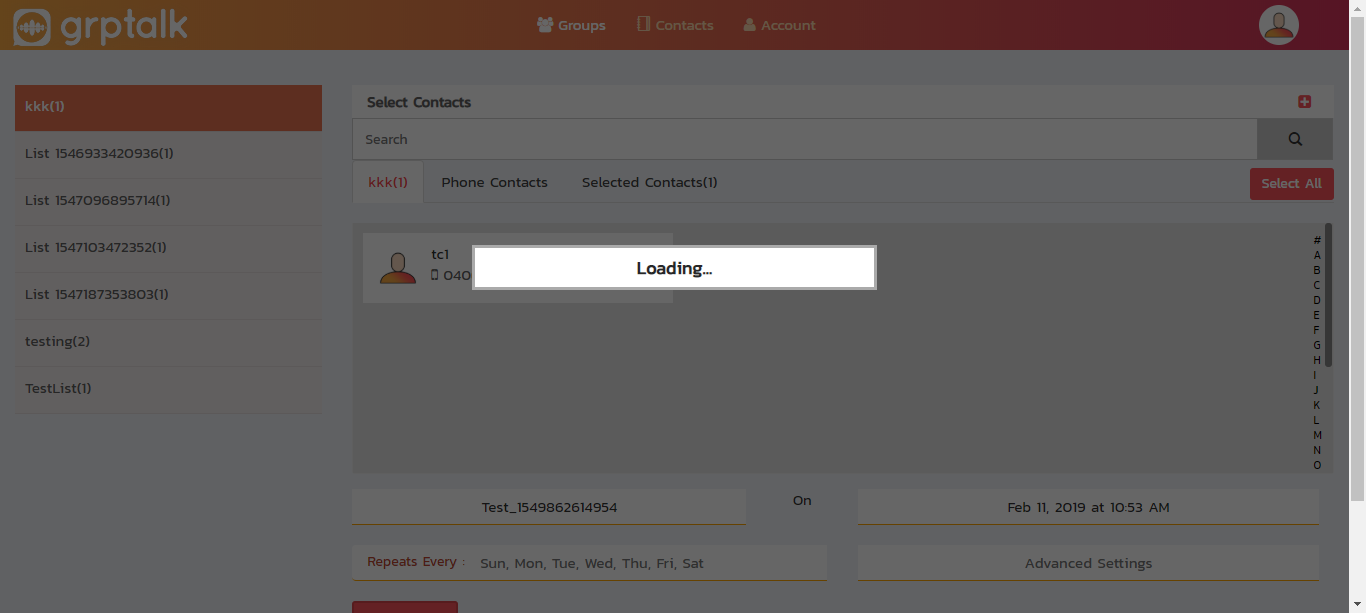 grptalk
Groups
Contacts
Account
kkk(1)
List 1546933420936(1)
List 1547096895714(1)
List 1547103472352(1)
List 1547187353803(1)
testing(2)
TestList(1)
Select Contacts
Search
kkk(1)
Phone Contacts
Selected Contacts(1)
Select All
tc1
040
Loading...
#
A
B
C
D
E
F
G
H
I
J
K
L
M
N
O
Test_1549862614954
On
Feb 11, 2019 at 10:53 AM
Repeats Every :
Sun, Mon, Tue, Wed, Thu, Fri, Sat
Advanced Settings